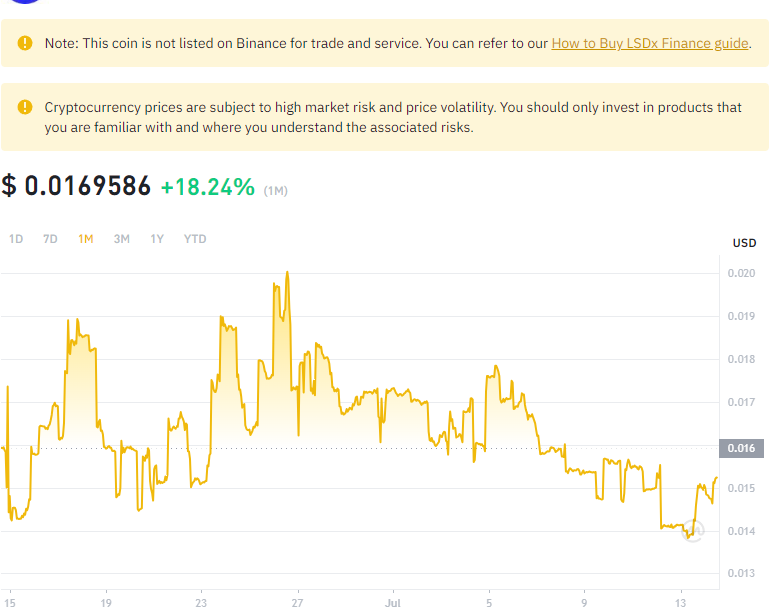 Note: This coin is not listed on Binance for trade and service. You can refer to our How to Buy LSDx Finance guide.
Cryptocurrency prices are subject to high market risk and price volatility. You should only invest in products that
you are familiar with and where you understand the associated risks.
$ 0.0169586 +18.24% (1M)
1D 7D 1M 3M 1Y YTD
USD
0.020
0.019
0.018
0.017
0.016
0.015
0.014
0.013
15 19 23 27 Jul 5 9 13